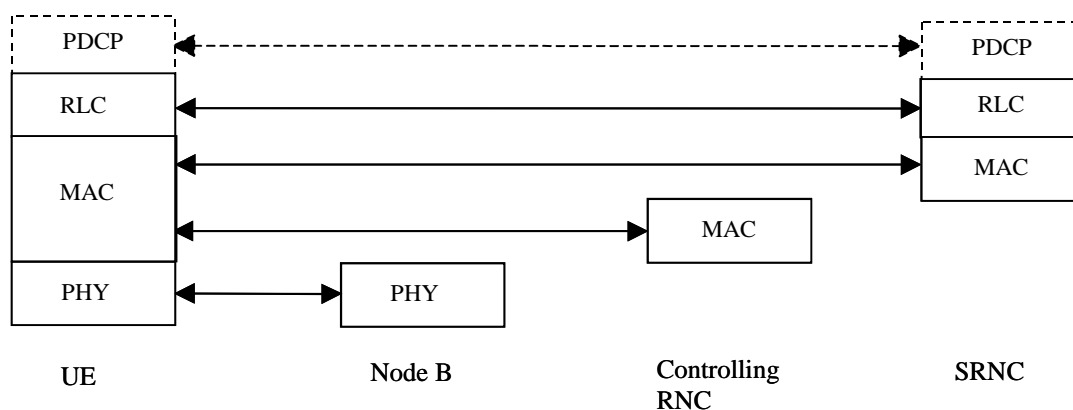 PDCP
PDCP
RLC
RLC
MAC
MAC
MAC
PHY
PHY
UE
Node B
Controlling
RNC
SRNC